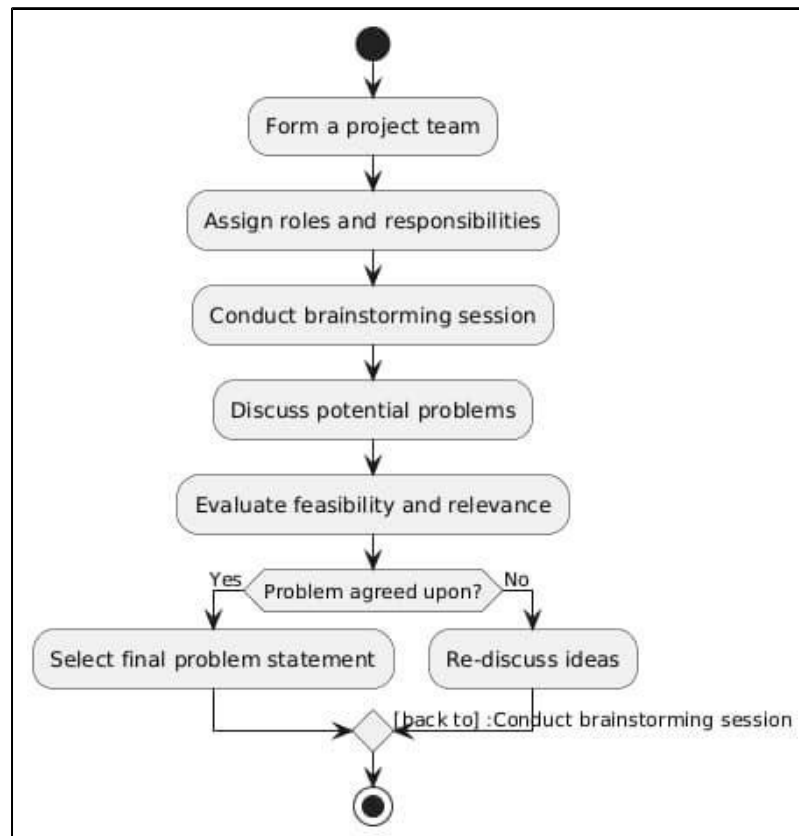 Form a project team
Assign roles and responsibilities
Conduct brainstorming session
Discuss potential problems
Evaluate feasibility and relevance
Yes
Problem agreed upon?
No
Select final problem statement
Re-discuss ideas
[back to] :Conduct brainstorming session